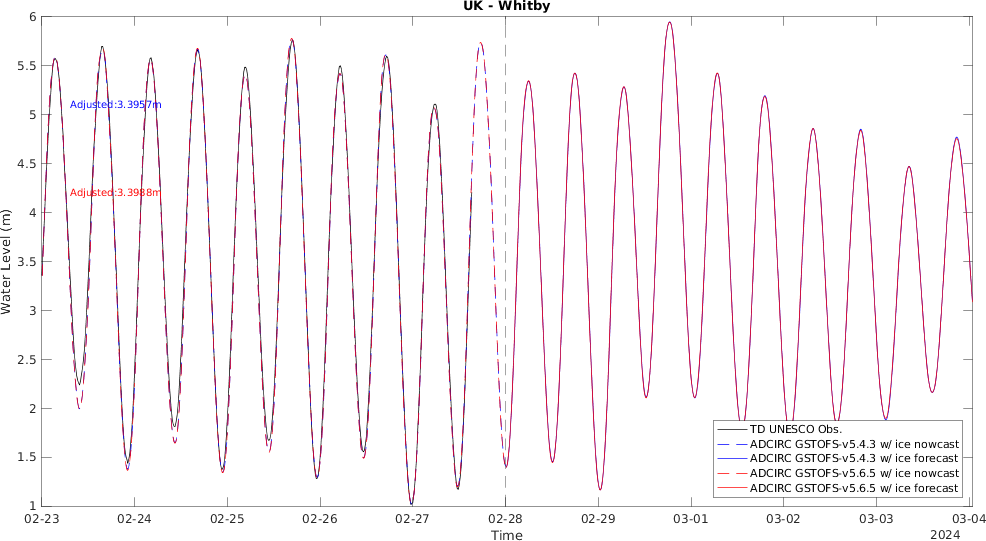 UK - Whitby
Water Level (m)
6
5.5
5
4.5
4
3.5
3
2.5
2
1.5
1
Adjusted:3.3957m
Adjusted:3.3988m
TD UNESCO Obs.
ADCIRC GSTOFS-v5.4.3 w/ ice nowcast
ADCIRC GSTOFS-v5.4.3 w/ ice forecast
ADCIRC GSTOFS-v5.6.5 w/ ice nowcast
ADCIRC GSTOFS-v5.6.5 w/ ice forecast
02-23 02-24 02-25 02-26 02-27 02-28 02-29 03-01 03-02 03-03 03-04
Time
2024